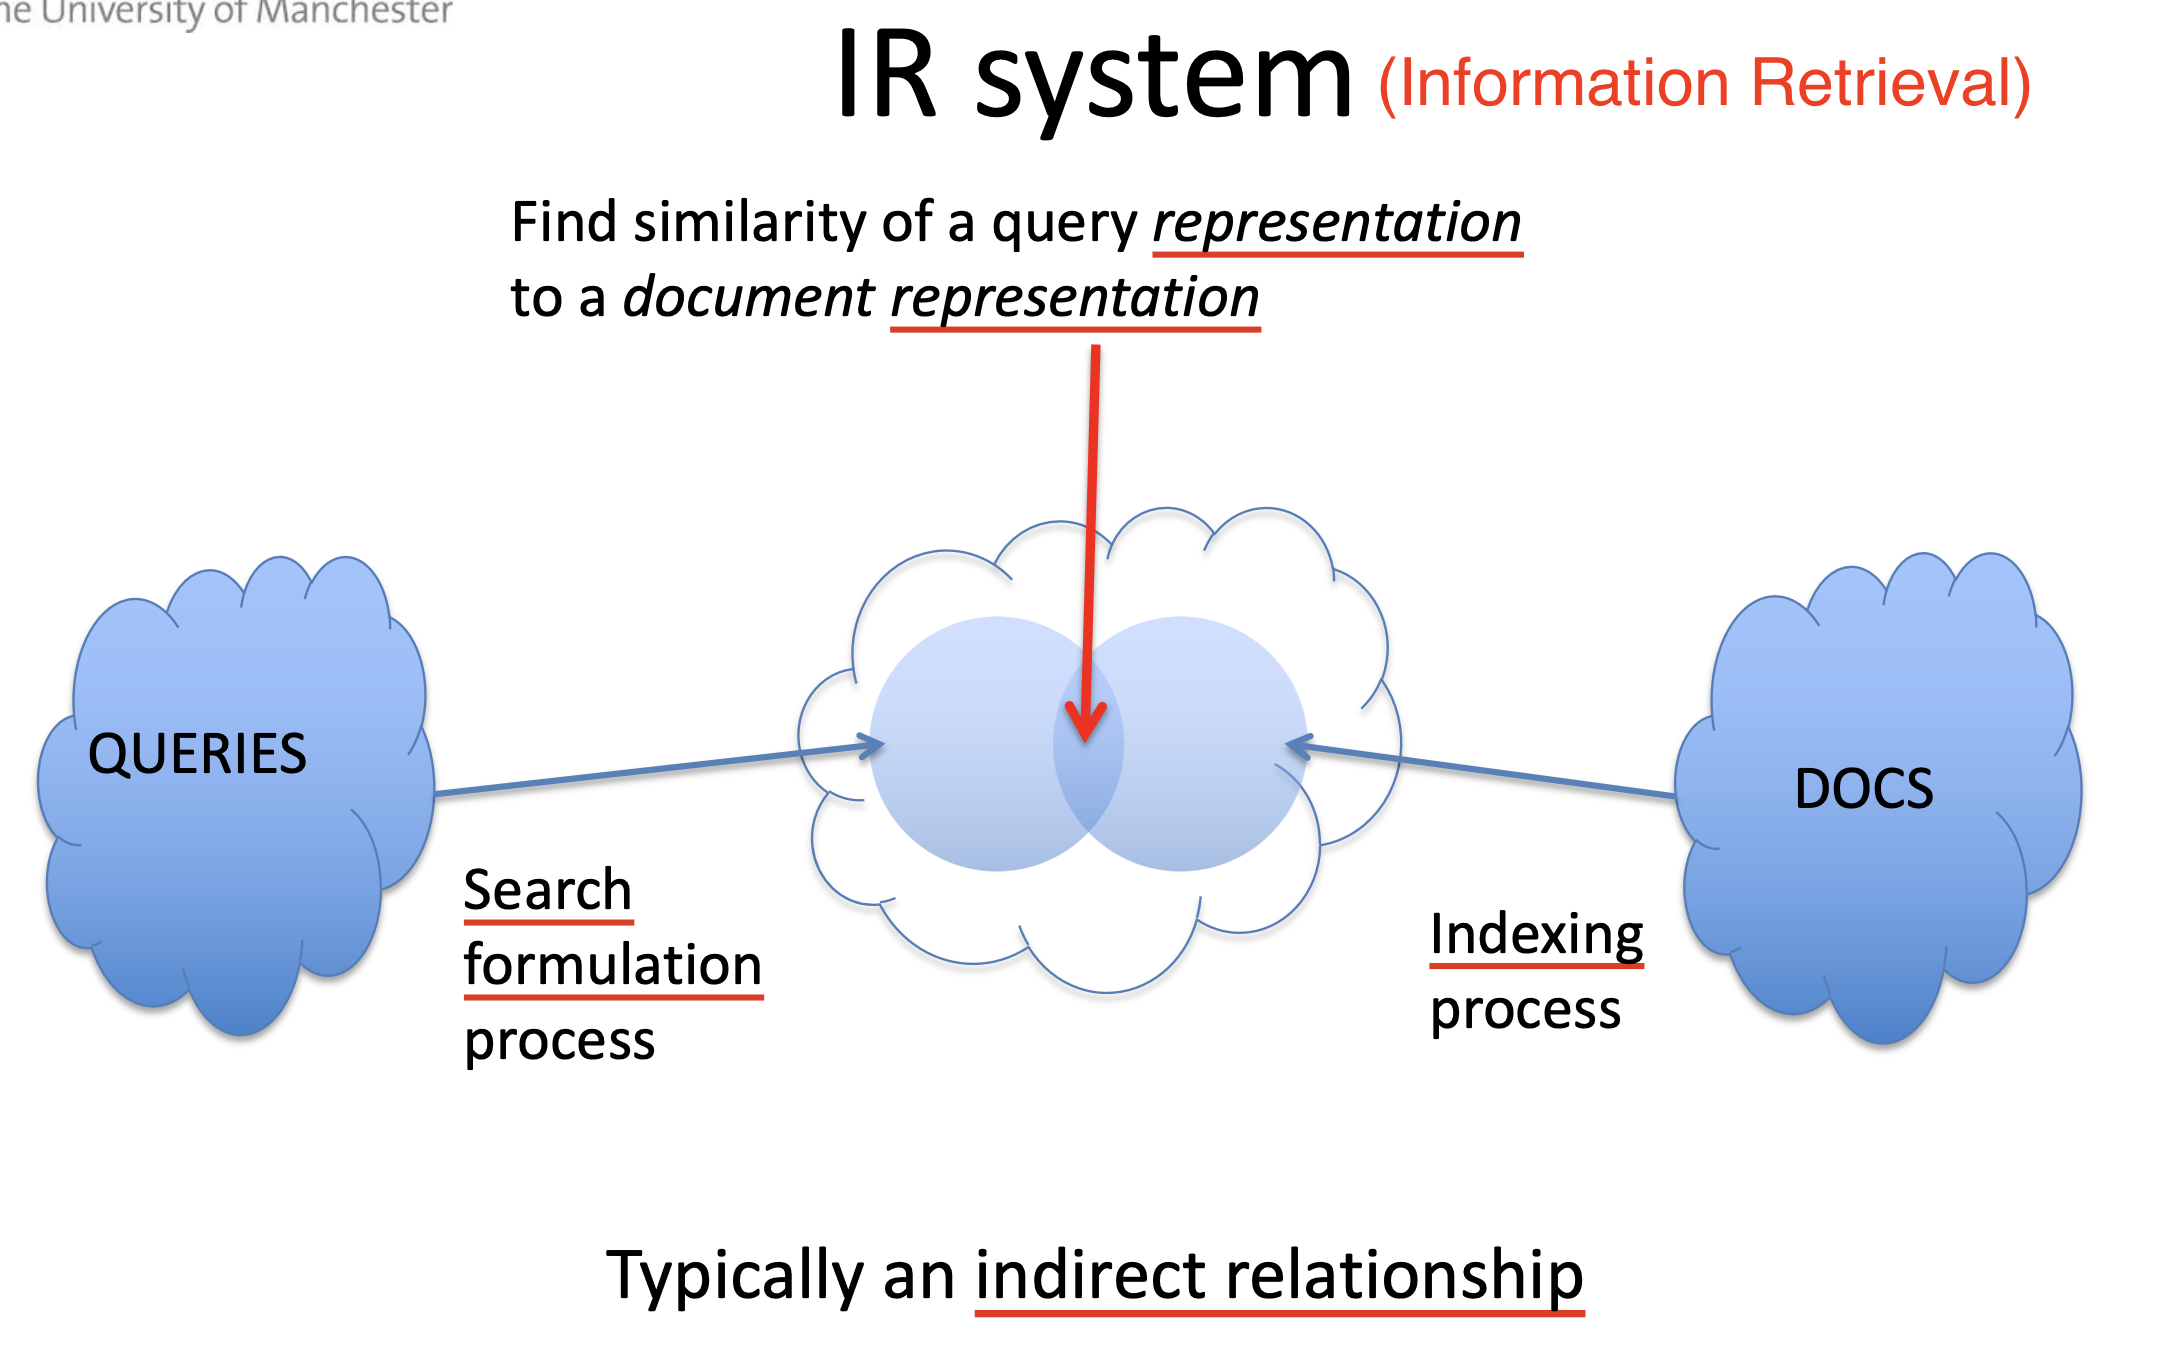 he University of Manchester
IR system (Information Retrieval)
Find similarity of a query representation
to a document representation
QUERIES
DOCS
Search
formulation
process
Indexing
process
Typically an indirect relationship